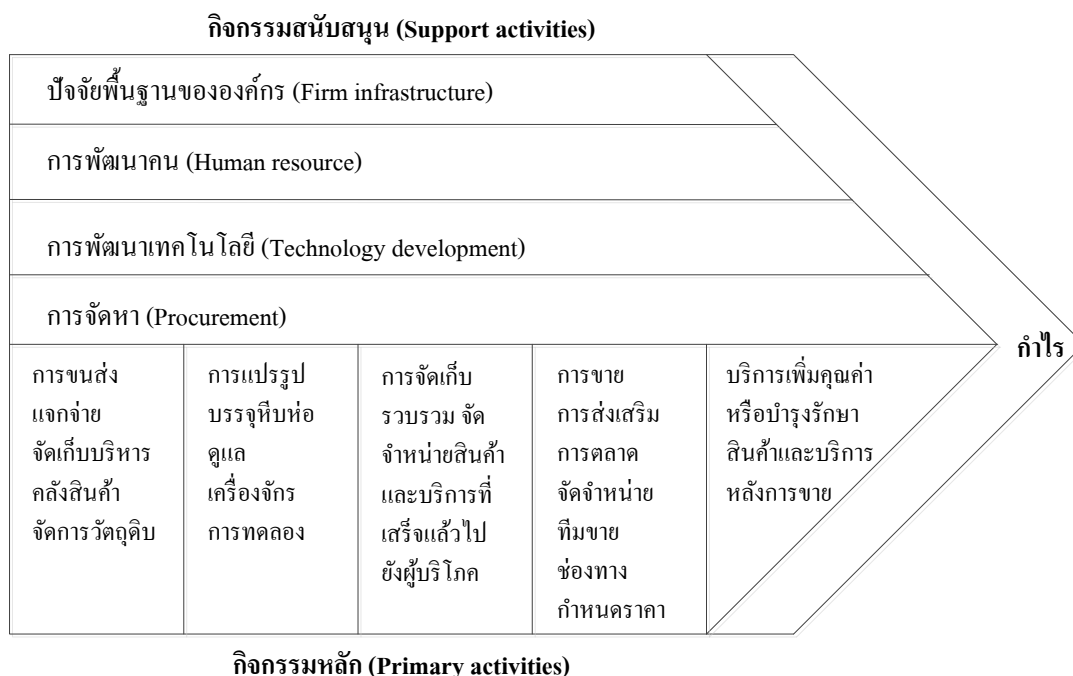 กิจกรรมสนับสนุน (Support activities)
ปัจจัยพื้นฐานขององค์กร (Firm infrastructure)
การพัฒนาคน (Human resource)
การพัฒนาเทคโนโลยี (Technology development)
การจัดหา (Procurement)
กำไร
การขนส่ง
แจกจ่าย
จัดเก็บบริหาร
คลังสินค้า
จัดการวัตถุดิบ
การแปรรูป
บรรจุหีบห่อ
ดูแล
เครื่องจักร
การทดลอง
การจัดเก็บ
รวบรวม จัด
จำหน่ายสินค้า
และบริการที่
เสร็จแล้วไป
ยังผู้บริโภค
การขาย
การส่งเสริม
การตลาด
จัดจำหน่าย
ทีมขาย
ช่องทาง
กำหนดราคา
บริการเพิ่มคุณค่า
หรือบำรุงรักษา
สินค้าและบริการ
หลังการขาย
กิจกรรมหลัก (Primary activities)